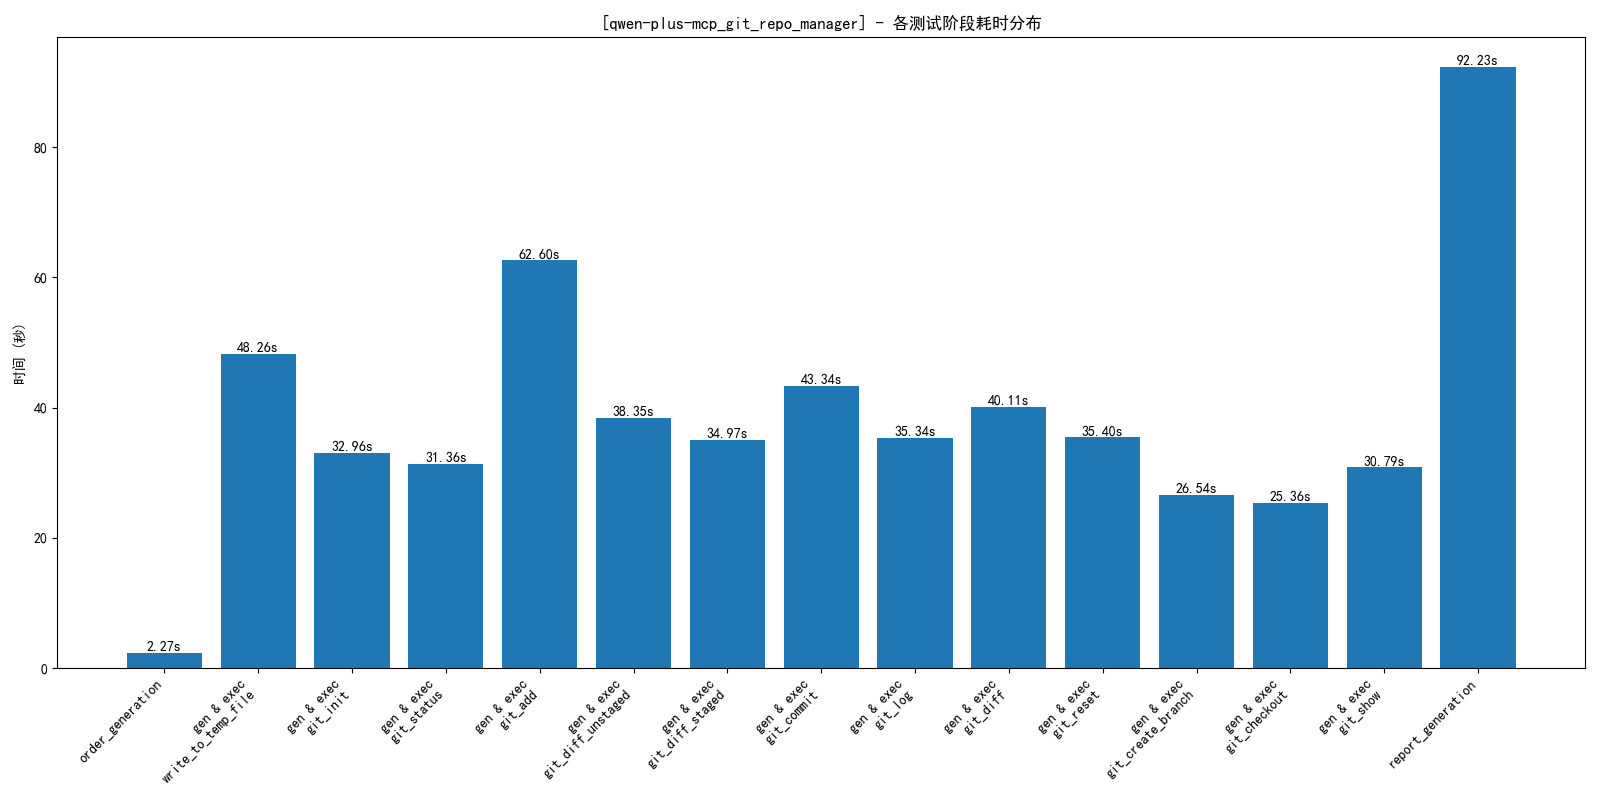 [qwen-plus-mcp_git_repo_manager] - 各测试阶段耗时分布
时间 (秒)
80
60
40
20
0
2.27s
48.26s
32.96s
31.36s
62.60s
38.35s
34.97s
43.34s
35.34s
40.11s
35.40s
26.54s
25.36s
30.79s
92.23s
order_generation
gen & exec
write_to_temp_file
gen & exec
git_init
gen & exec
git_status
gen & exec
git_add
gen & exec
git_diff_unstaged
gen & exec
git_diff_staged
gen & exec
git_commit
gen & exec
git_log
gen & exec
git_diff
gen & exec
git_reset
gen & exec
git_create_branch
gen & exec
git_checkout
gen & exec
git_show
report_generation